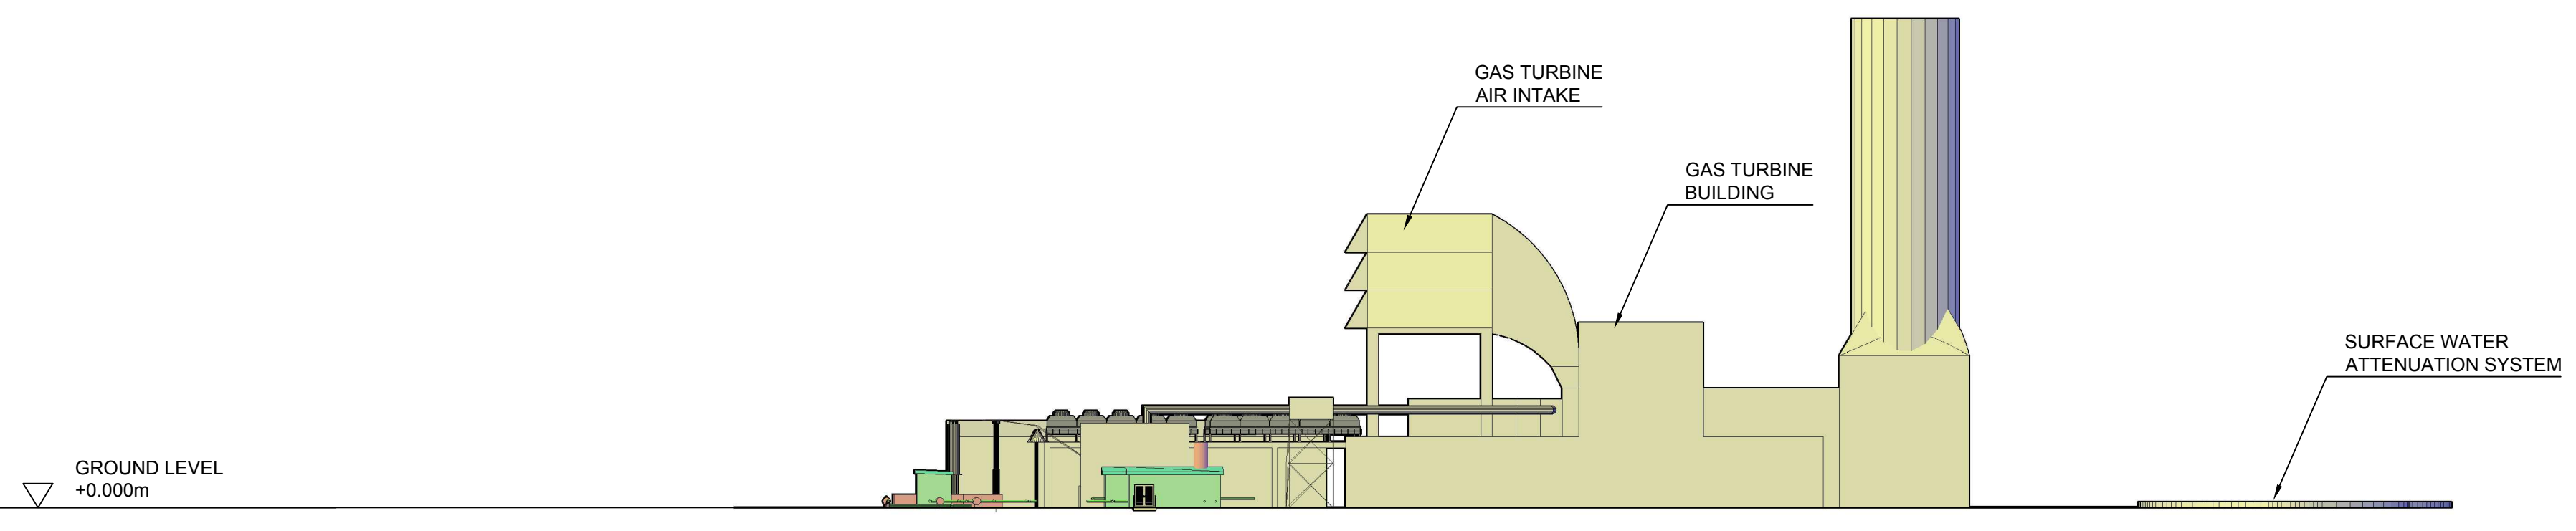 GAS TURBINE
AIR INTAKE
GAS TURBINE
BUILDING
SURFACE WATER
ATTENUATION SYSTEM
GROUND LEVEL
+0.000m